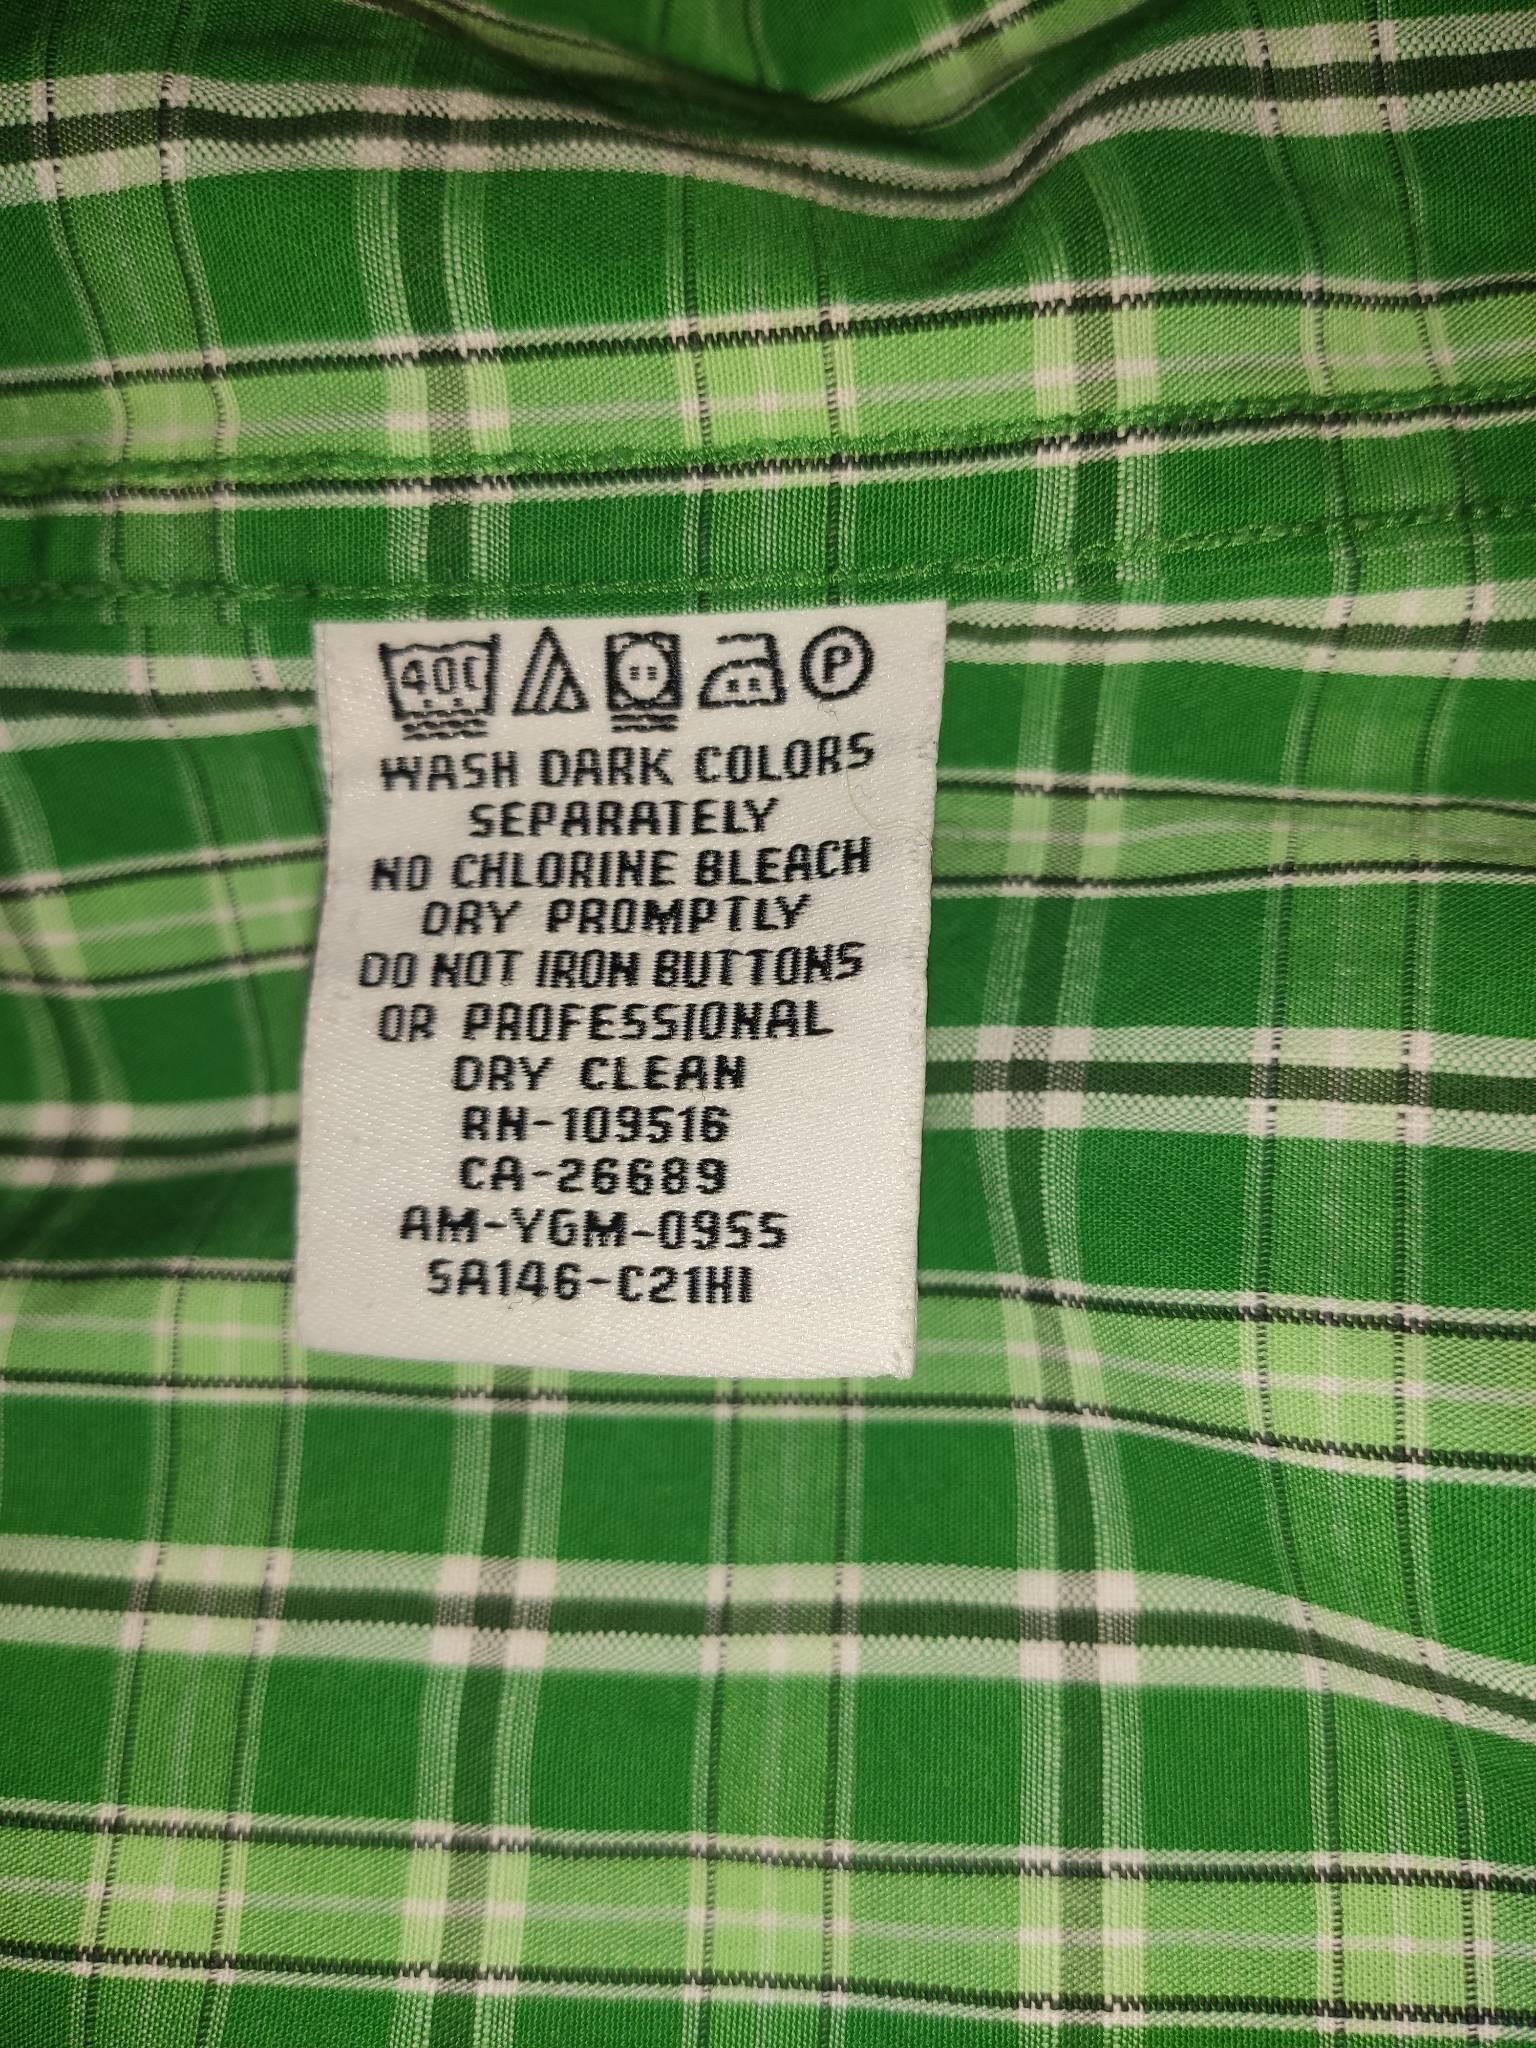 40C
P
WASH DARK COLORS
SEPARATELY
NO CHLORINE BLEACH
DRY PROMPTLY
DO NOT IRON BUTTONS
OR PROFESSIONAL
DRY CLEAN
RN-109516
CA-26689
AM-YGM-0955
SA146-C21HI